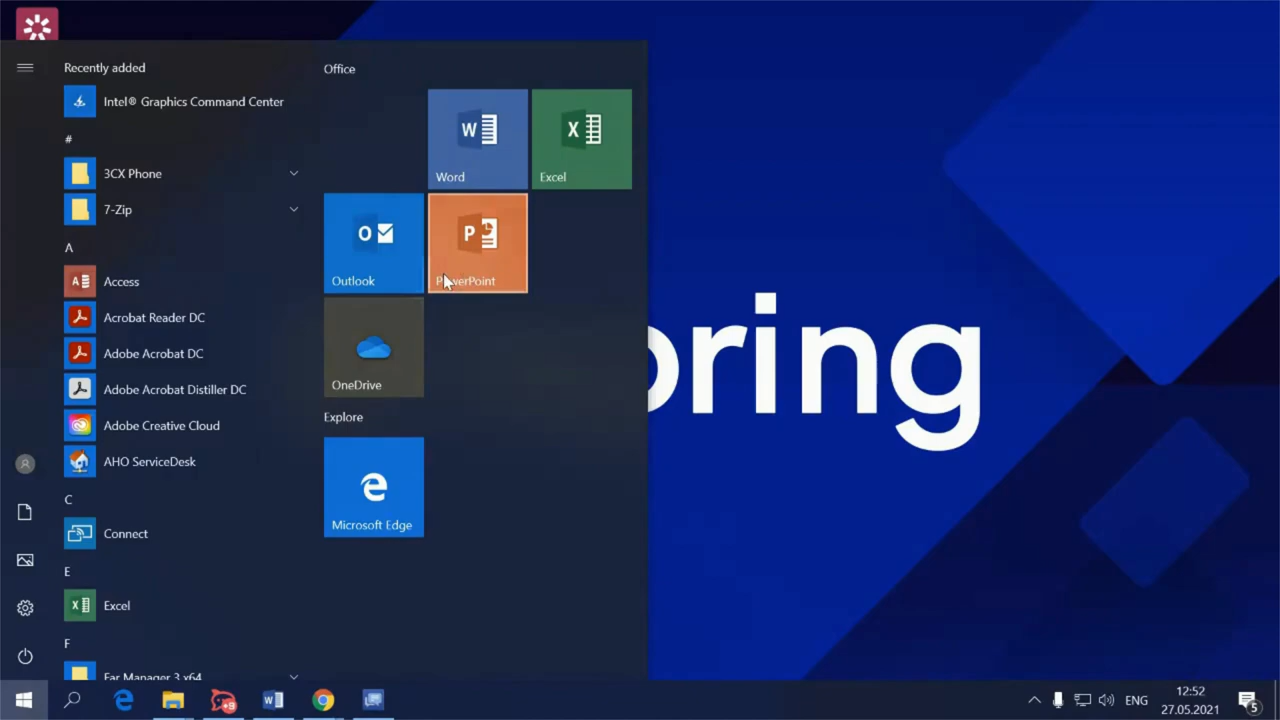 Recently added
Intel® Graphics Command Center
#
3CX Phone
7-Zip
A
Access
Acrobat Reader DC
Adobe Acrobat DC
Adobe Acrobat Distiller DC
Adobe Creative Cloud
AHO ServiceDesk
C
Connect
E
Excel
F
Far Manager 3 x64
Office
Word
Excel
Outlook
PowerPoint
OneDrive
Explore
Microsoft Edge
pring
+9
ENG
12:52
27.05.2021
5